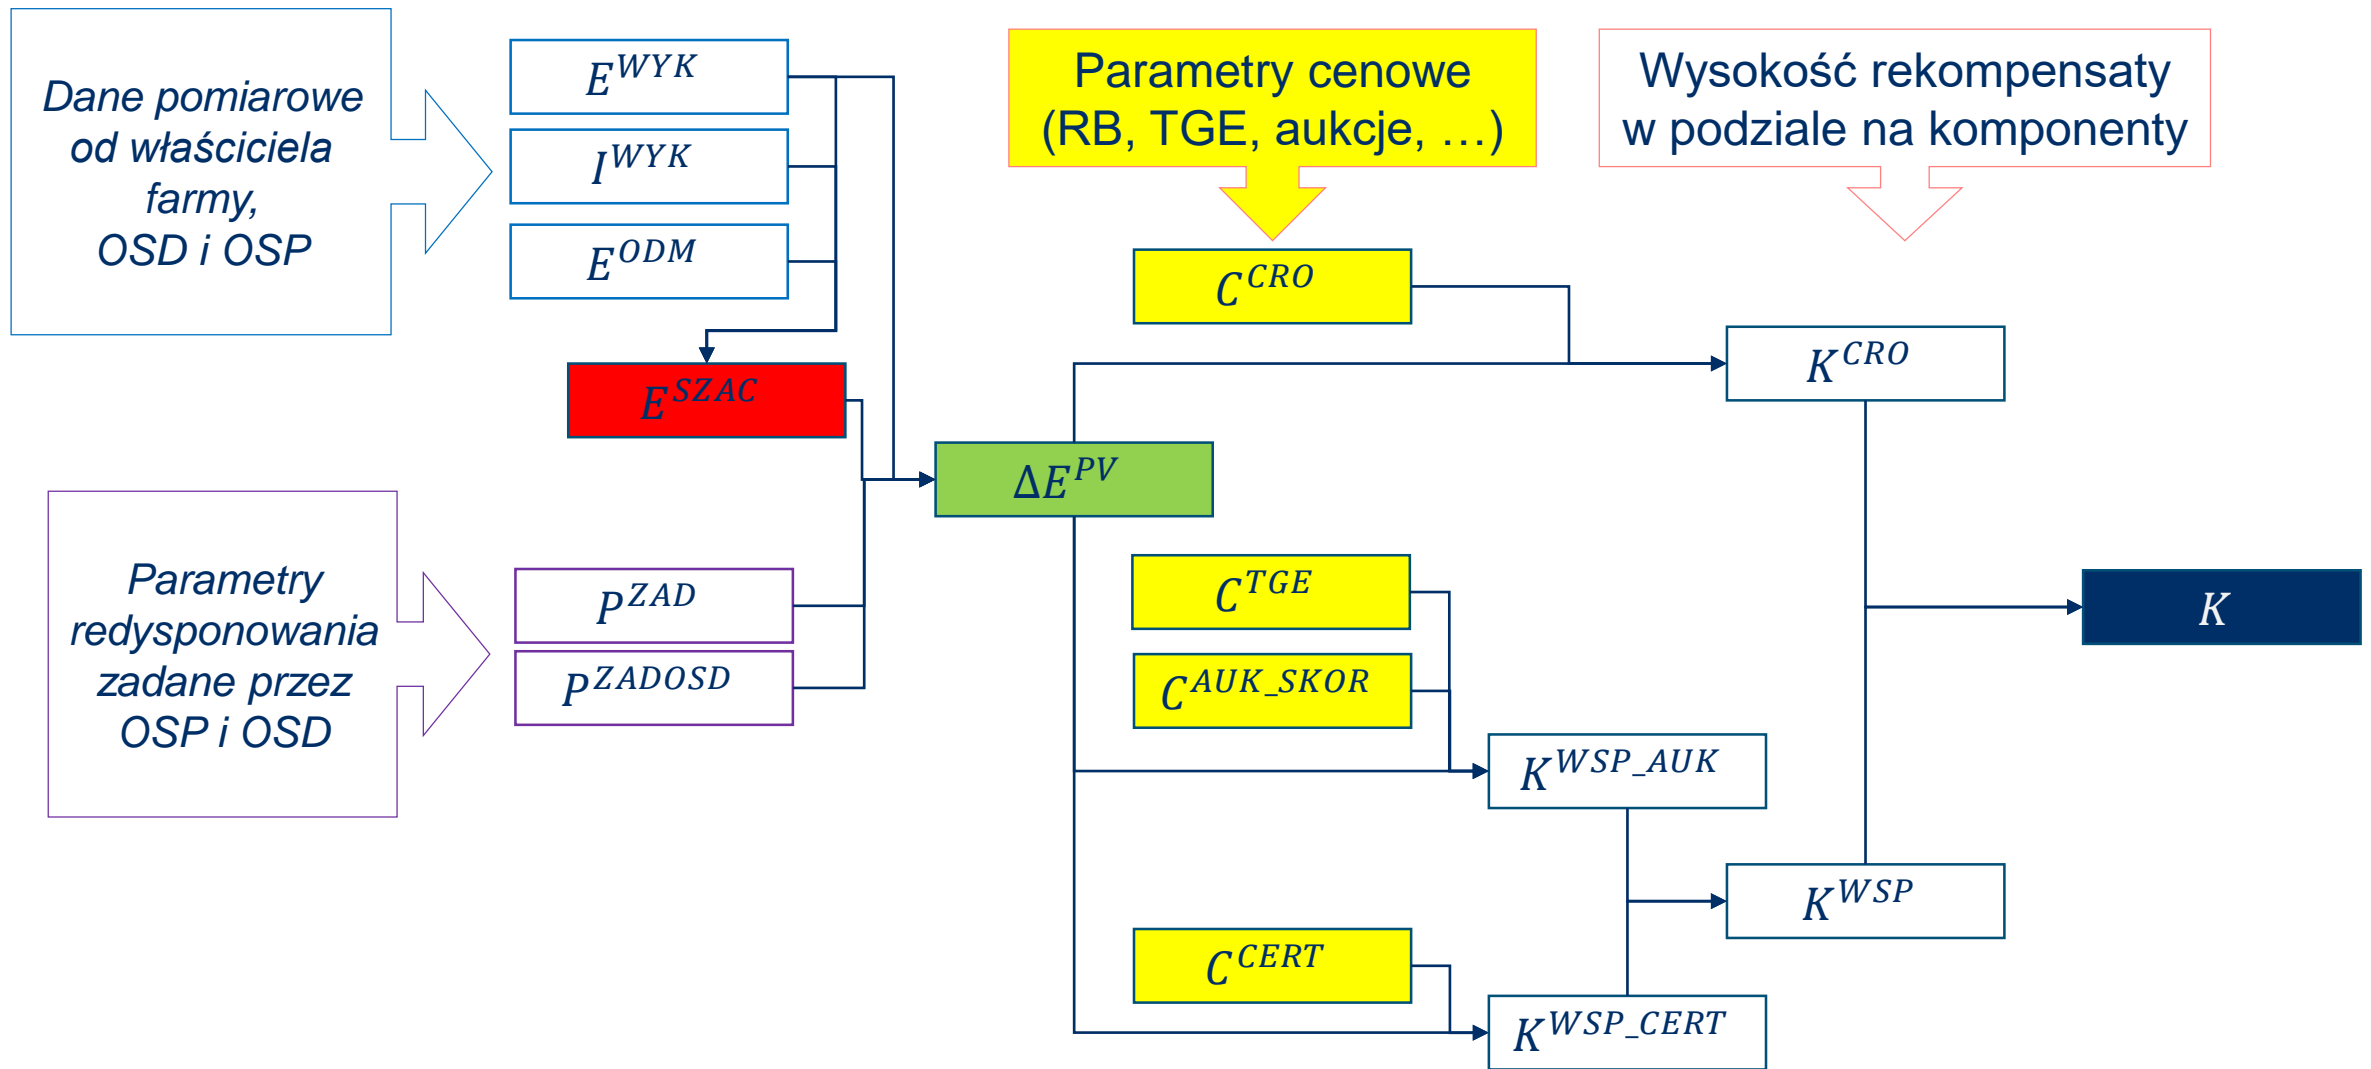 Dane pomiarowe
od właściciela
farmy,
OSD i OSP
E^{WYK}
I^{WYK}
E^{ODM}
E^{SZAC}
Parametry
redysponowania
zadane przez
OSP i OSD
P^{ZAD}
P^{ZADOSD}
ΔE^{PV}
Parametry cenowe
(RB, TGE, aukcje, …)
C^{CRO}
C^{TGE}
C^{AUK_SKOR}
C^{CERT}
Wysokość rekompensaty
w podziale na komponenty
K^{CRO}
K^{WSP_AUK}
K^{WSP}
K^{WSP_CERT}
K